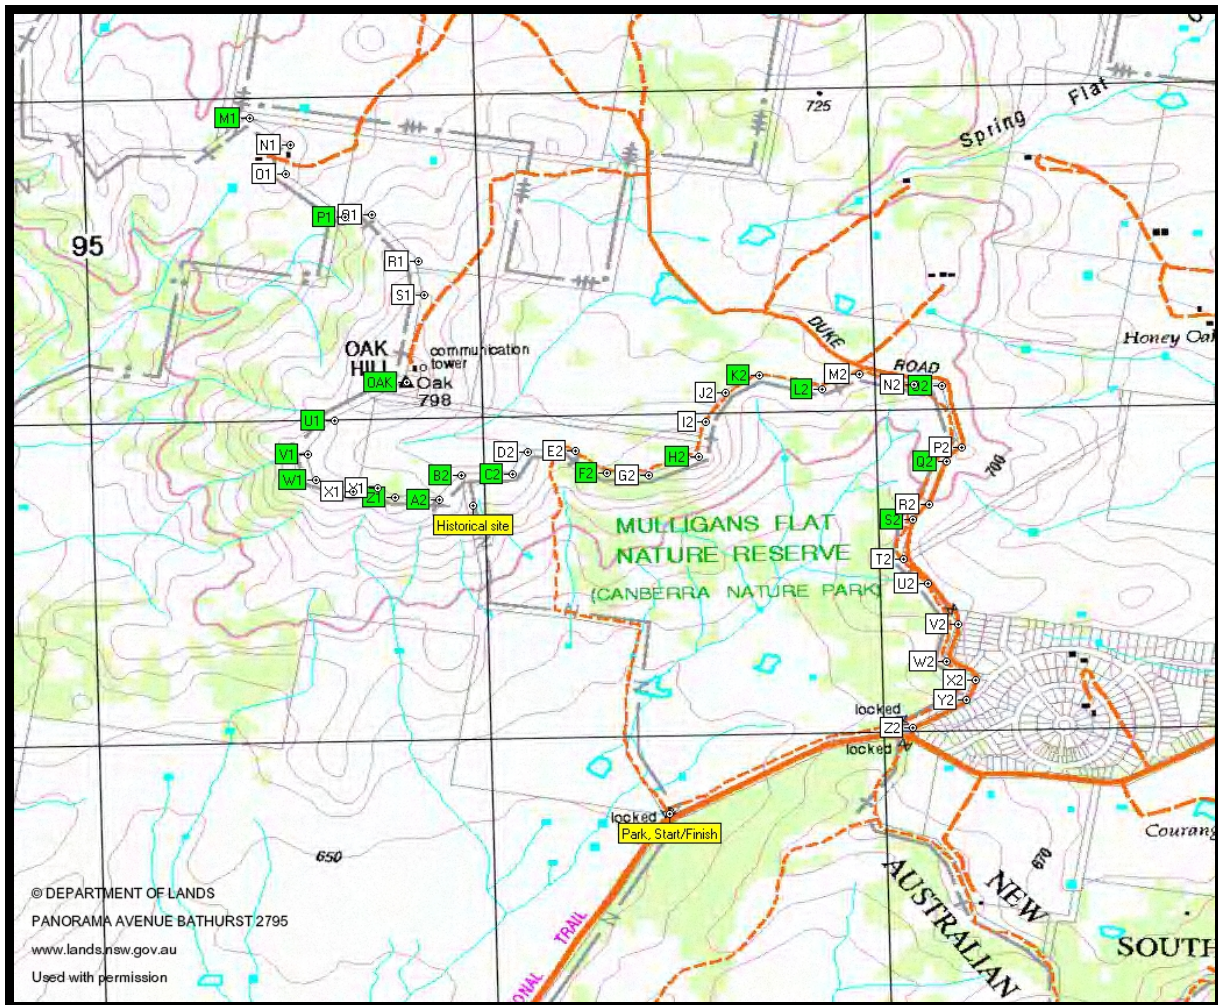 725
Spring Flat
M1
N1
O1
P1
R1
95
S1
DUKE
Honey Oak
OAK HILL
communication tower
OAK
Oak
798
K2
M2
ROAD
N2
L2
J2
U1
I2
P2
V1
D2
E2
H2
Q2
700
W1
B2
C2
F2
G2
X1
Y1
Z1
A2
R2
Historical site
S2
MULLIGANS FLAT
NATURE RESERVE
(CANBERRA NATURE PARK)
T2
U2
V2
W2
X2
Y2
locked
Z2
locked
locked
Park, Start/Finish
Courang
650
670
© DEPARTMENT OF LANDS
PANORAMA AVENUE BATHURST 2795
www.lands.nsw.gov.au
Used with permission
TRAIL
ONAL
AUSTRALIAN
NEW
SOUTH